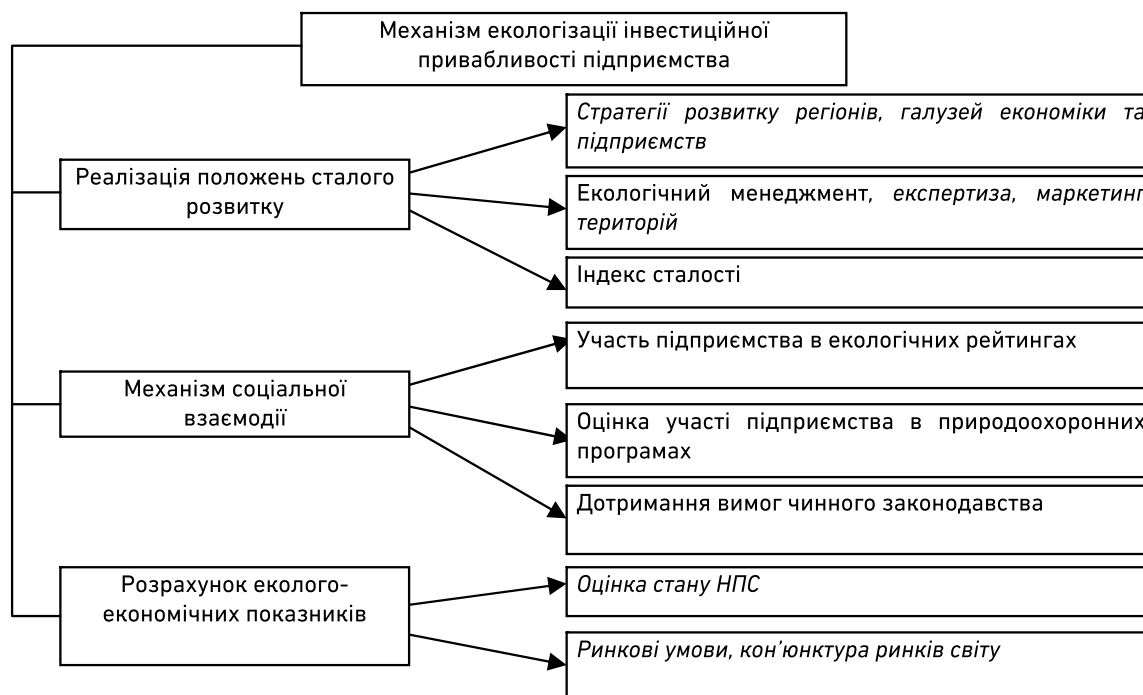 Механізм екологізації інвестиційної
привабливості підприємства
Стратегії розвитку регіонів, галузей економіки та
підприємств
Реалізація положень сталого
розвитку
Екологічний менеджмент, експертиза, маркетинг
територій
Індекс сталості
Участь підприємства в екологічних рейтингах
Механізм соціальної
взаємодії
Оцінка участі підприємства в природоохоронних
програмах
Дотримання вимог чинного законодавства
Розрахунок еколого-
економічних показників
Оцінка стану НПС
Ринкові умови, кон’юнктура ринків світу